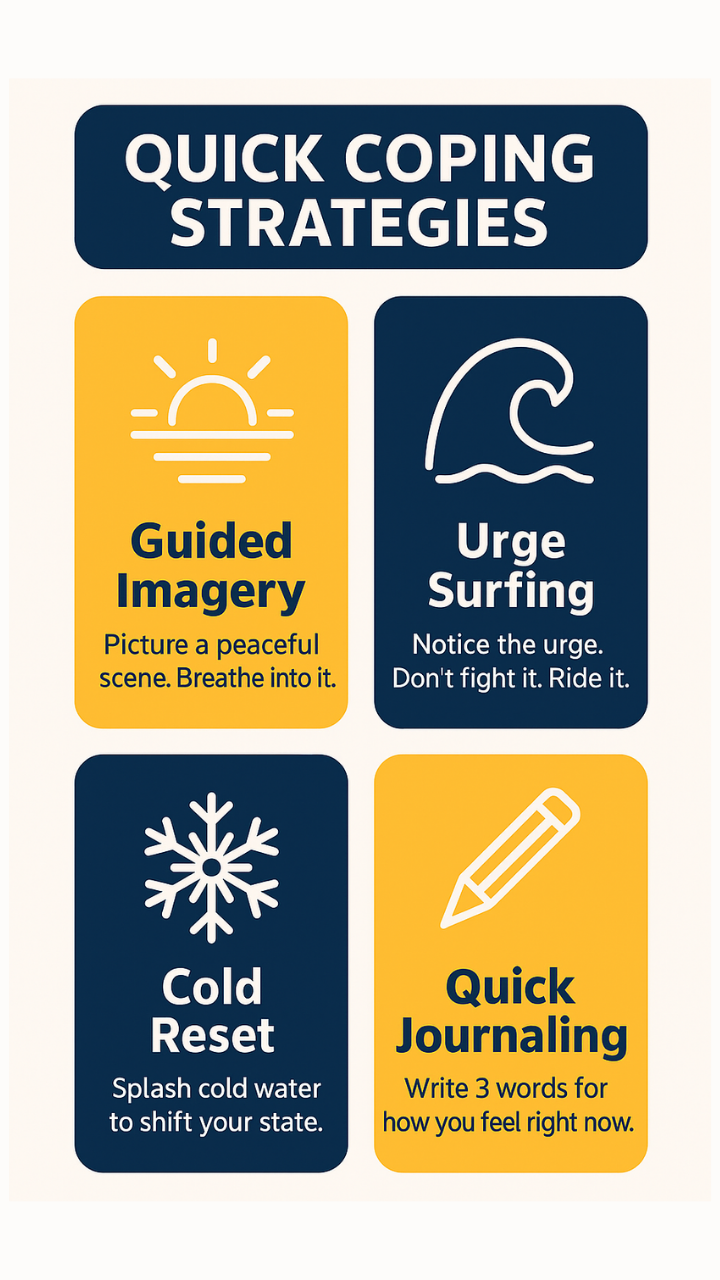 QUICK COPING
STRATEGIES
Guided
Imagery
Picture a peaceful
scene. Breathe into it.
Urge
Surfing
Notice the urge.
Don't fight it. Ride it.
Cold
Reset
Splash cold water
to shift your state.
Quick
Journaling
Write 3 words for
how you feel right now.